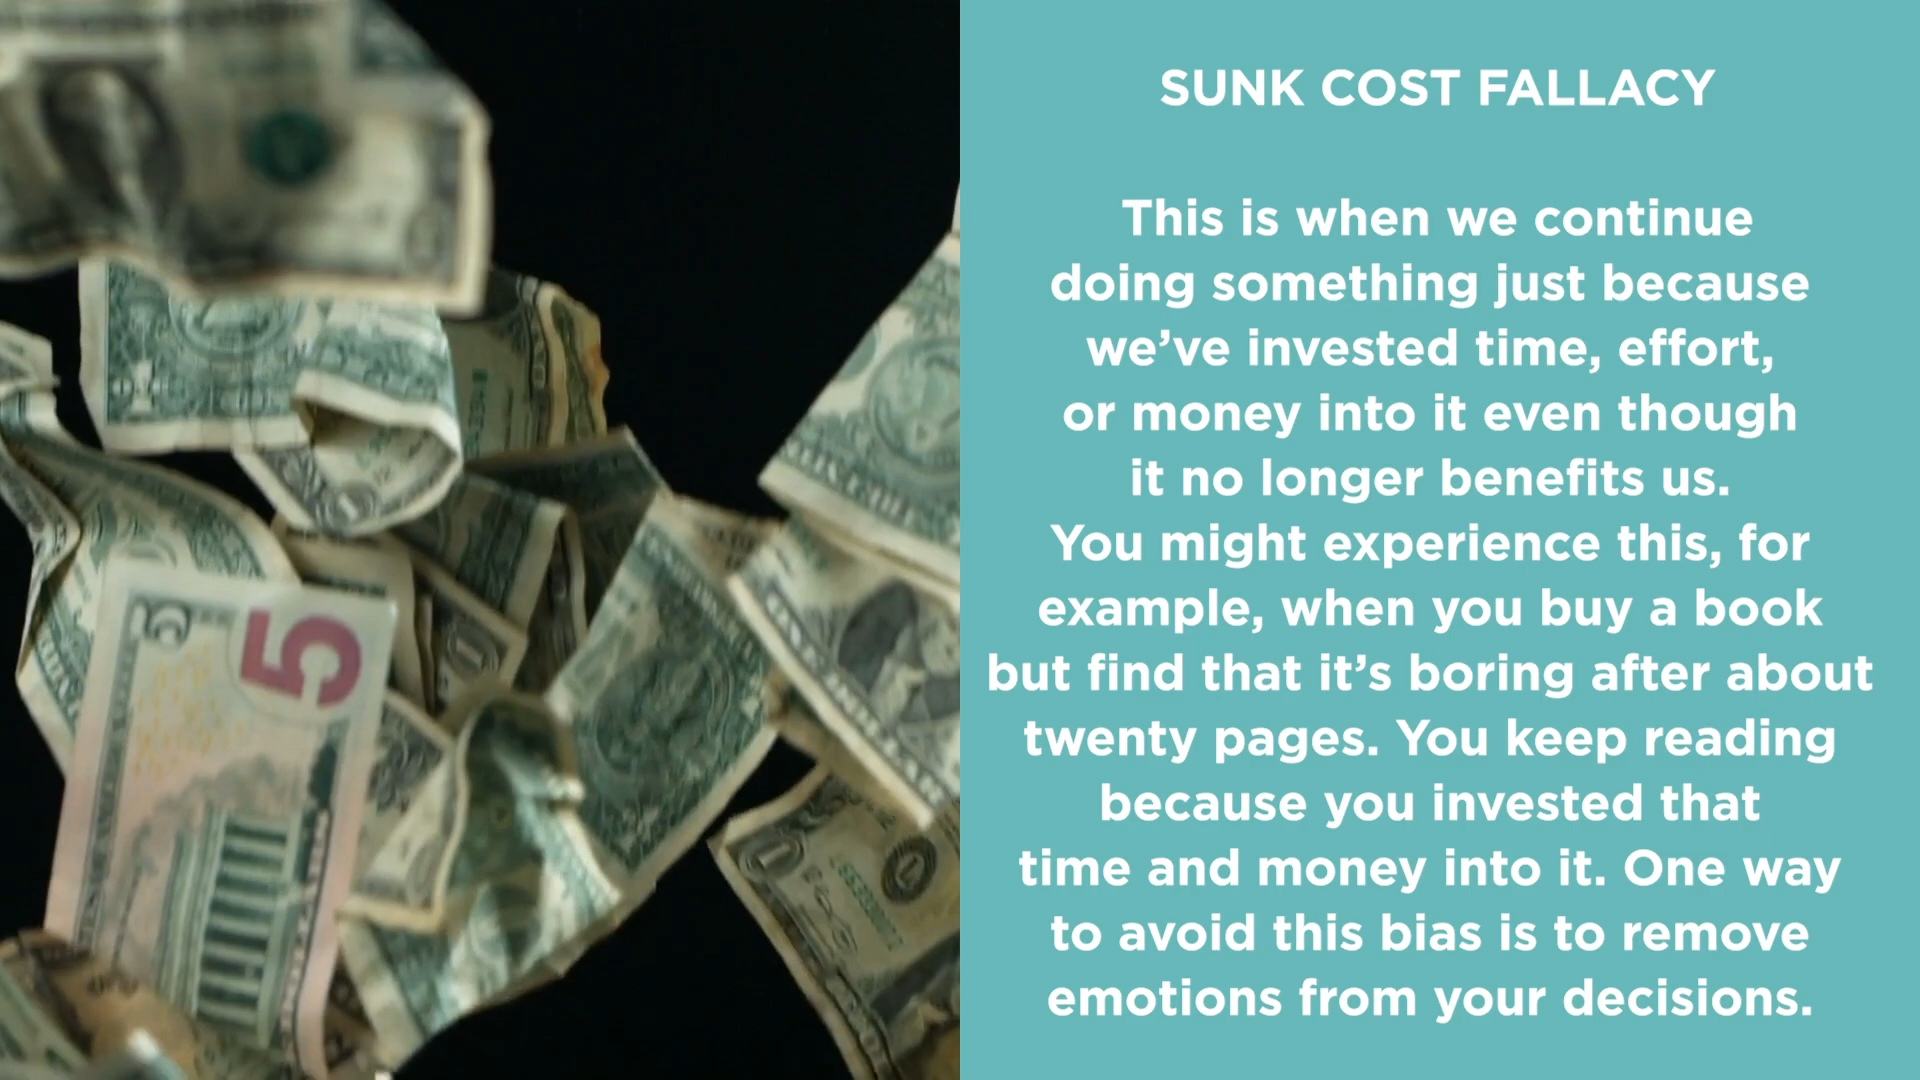 SUNK COST FALLACY
This is when we continue
doing something just because
we’ve invested time, effort,
or money into it even though
it no longer benefits us.
You might experience this, for
example, when you buy a book
but find that it’s boring after about
twenty pages. You keep reading
because you invested that
time and money into it. One way
to avoid this bias is to remove
emotions from your decisions.
5
5